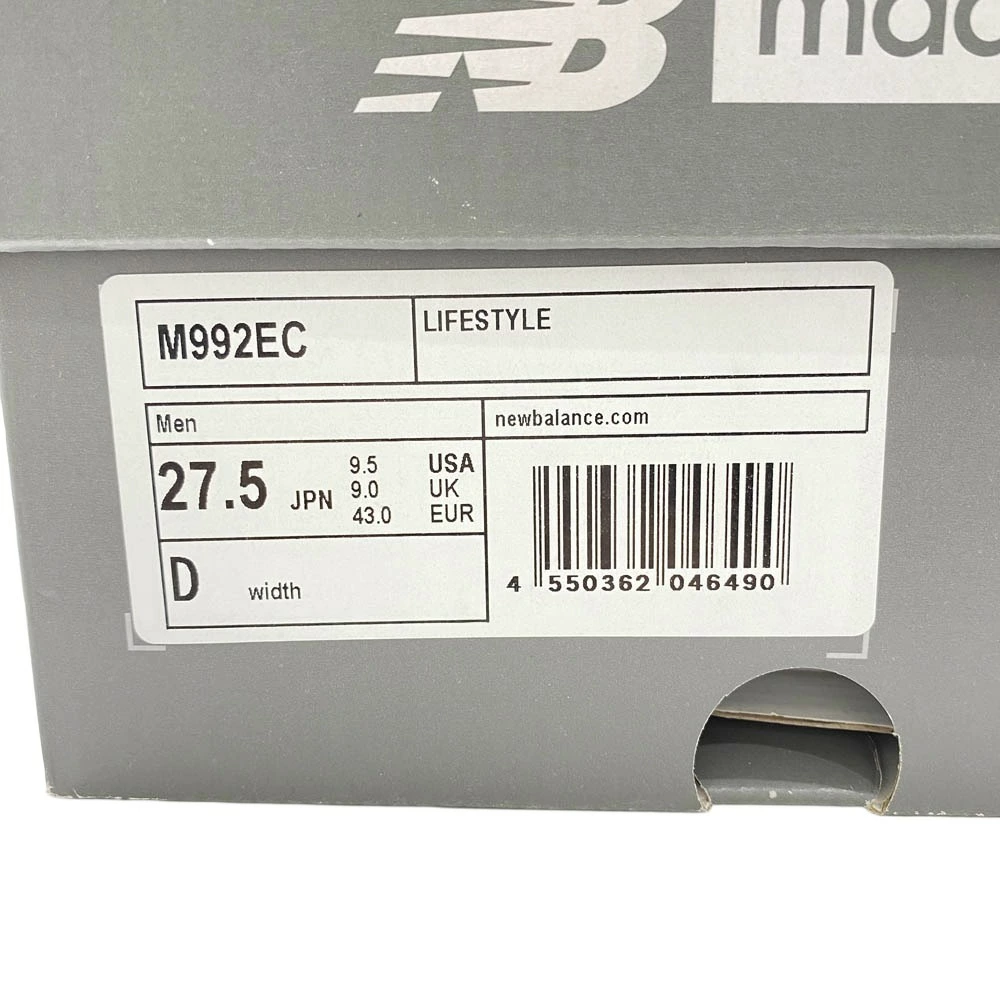 NB
M992EC
LIFESTYLE
Men
newbalance.com
27.5 JPN
9.5 USA
9.0 UK
43.0 EUR
D width
4 550362 046490